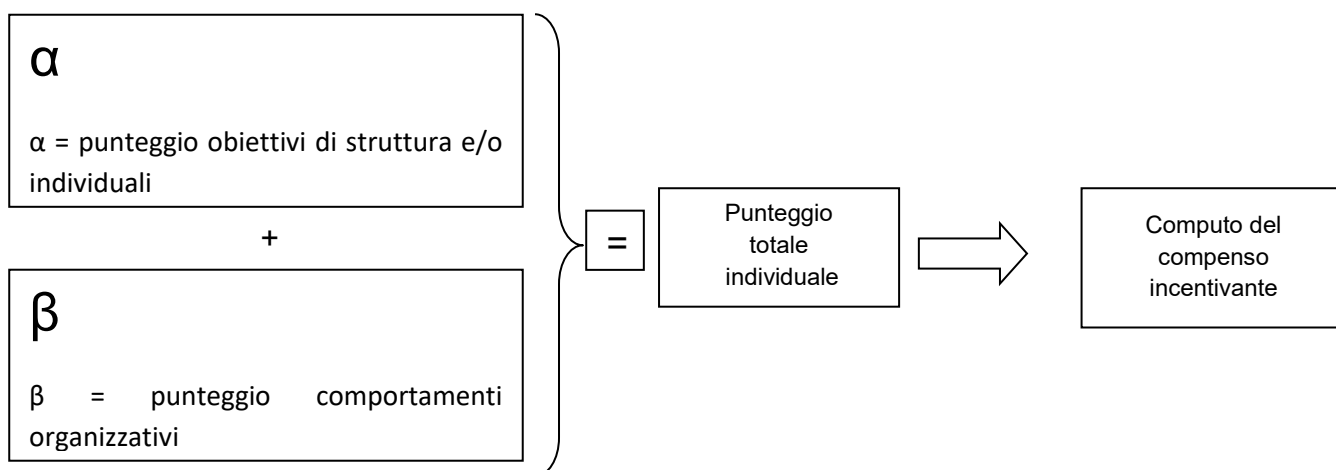 α
α = punteggio obiettivi di struttura e/o
individuali
+
β
β = punteggio comportamenti
organizzativi
=
Punteggio
totale
individuale
Computo del
compenso
incentivante